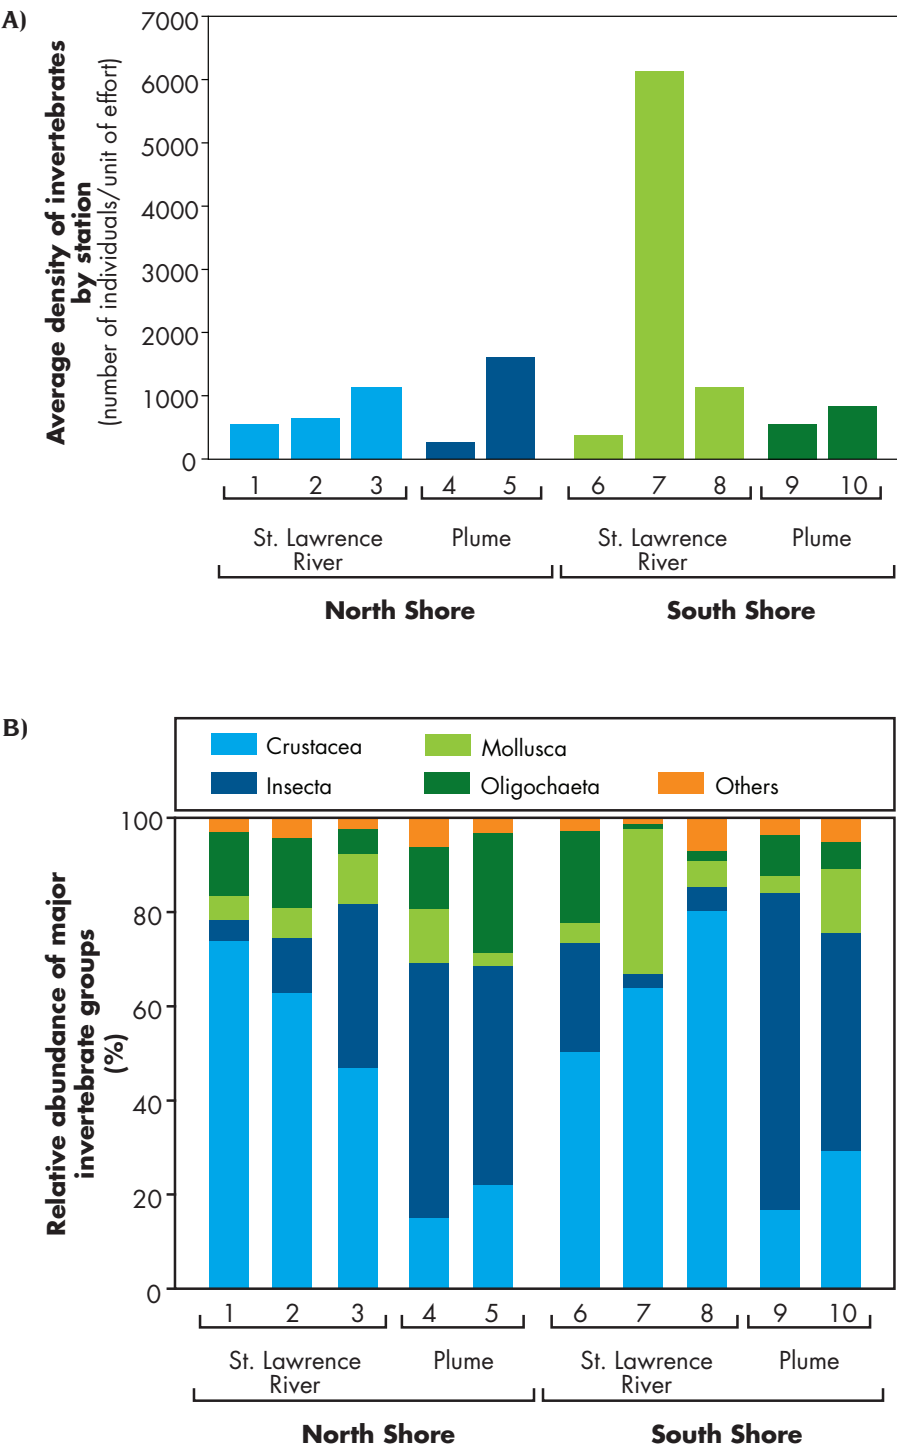 A)
Average density of invertebrates
by station
(number of individuals/unit of effort)
7000
6000
5000
4000
3000
2000
1000
0
1 2 3 4 5 6 7 8 9 10
St. Lawrence
River
Plume
St. Lawrence
River
Plume
North Shore
South Shore
B)
Crustacea
Mollusca
Insecta
Oligochaeta
Others
Relative abundance of major
invertebrate groups
(%)
100
80
60
40
20
0
1 2 3 4 5 6 7 8 9 10
St. Lawrence
River
Plume
St. Lawrence
River
Plume
North Shore
South Shore